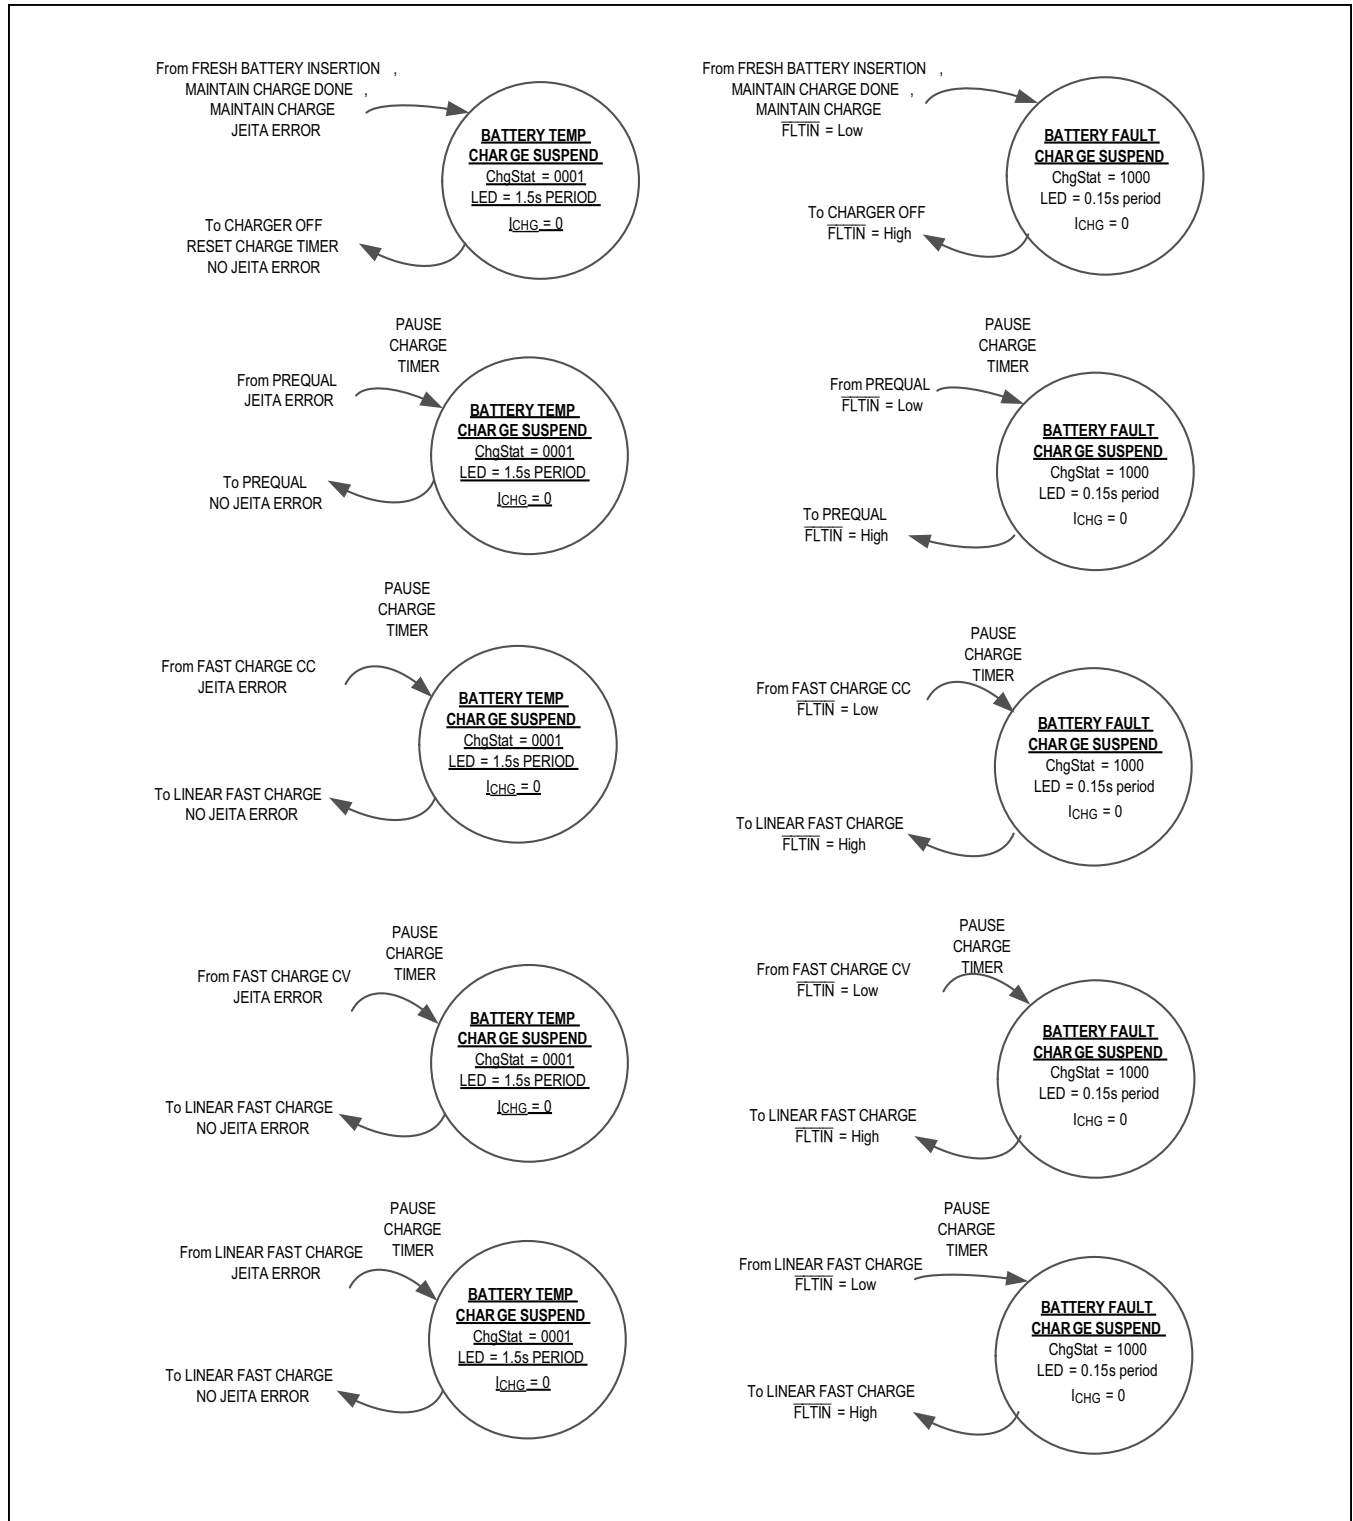 From FRESH BATTERY INSERTION ,
MAINTAIN CHARGE DONE ,
MAINTAIN CHARGE
JEITA ERROR
BATTERY TEMP
CHARGE SUSPEND
ChgStat = 0001
LED = 1.5s PERIOD
ICHG = 0
To CHARGER OFF
RESET CHARGE TIMER
NO JEITA ERROR
From FRESH BATTERY INSERTION ,
MAINTAIN CHARGE DONE ,
MAINTAIN CHARGE
FLTIN = Low
BATTERY FAULT
CHARGE SUSPEND
ChgStat = 1000
LED = 0.15s period
ICHG = 0
To CHARGER OFF
FLTIN = High
PAUSE
CHARGE
TIMER
From PREQUAL
JEITA ERROR
BATTERY TEMP
CHARGE SUSPEND
ChgStat = 0001
LED = 1.5s PERIOD
ICHG = 0
To PREQUAL
NO JEITA ERROR
PAUSE
CHARGE
TIMER
From PREQUAL
FLTIN = Low
BATTERY FAULT
CHARGE SUSPEND
ChgStat = 1000
LED = 0.15s period
ICHG = 0
To PREQUAL
FLTIN = High
PAUSE
CHARGE
TIMER
From FAST CHARGE CC
JEITA ERROR
BATTERY TEMP
CHARGE SUSPEND
ChgStat = 0001
LED = 1.5s PERIOD
ICHG = 0
To LINEAR FAST CHARGE
NO JEITA ERROR
PAUSE
CHARGE
TIMER
From FAST CHARGE CC
FLTIN = Low
BATTERY FAULT
CHARGE SUSPEND
ChgStat = 1000
LED = 0.15s period
ICHG = 0
To LINEAR FAST CHARGE
FLTIN = High
PAUSE
CHARGE
TIMER
From FAST CHARGE CV
JEITA ERROR
BATTERY TEMP
CHARGE SUSPEND
ChgStat = 0001
LED = 1.5s PERIOD
ICHG = 0
To LINEAR FAST CHARGE
NO JEITA ERROR
PAUSE
CHARGE
TIMER
From FAST CHARGE CV
FLTIN = Low
BATTERY FAULT
CHARGE SUSPEND
ChgStat = 1000
LED = 0.15s period
ICHG = 0
To LINEAR FAST CHARGE
FLTIN = High
PAUSE
CHARGE
TIMER
From LINEAR FAST CHARGE
JEITA ERROR
BATTERY TEMP
CHARGE SUSPEND
ChgStat = 0001
LED = 1.5s PERIOD
ICHG = 0
To LINEAR FAST CHARGE
NO JEITA ERROR
PAUSE
CHARGE
TIMER
From LINEAR FAST CHARGE
FLTIN = Low
BATTERY FAULT
CHARGE SUSPEND
ChgStat = 1000
LED = 0.15s period
ICHG = 0
To LINEAR FAST CHARGE
FLTIN = High